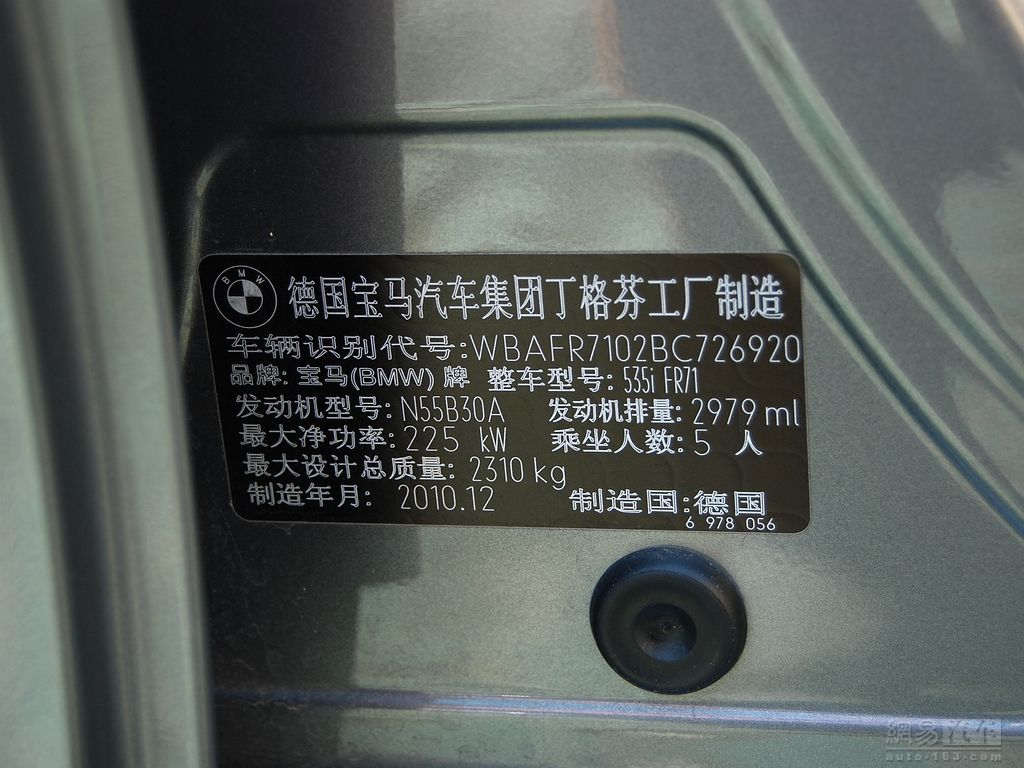 BMW
德国宝马汽车集团丁格芬工厂制造
车辆识别代号:WBAFR7102BC726920
品牌: 宝马(BMW) 牌 整车型号: 535i FR71
发动机型号: N55B30A 发动机排量: 2979 ml
最大净功率: 225 kW 乘坐人数: 5 人
最大设计总质量: 2310 kg
制造年月: 2010.12 制造国:德国
6 978 056
網易汽车
auto.163.com